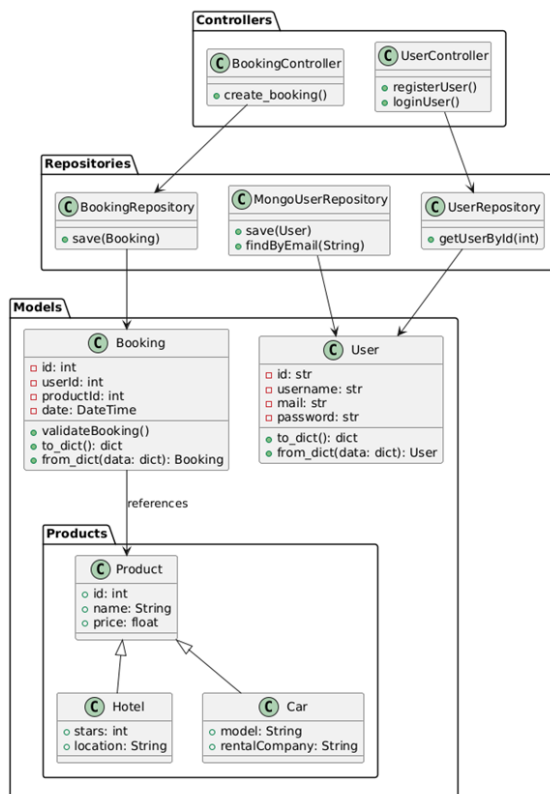 Controllers
C BookingController
create_booking()
C UserController
registerUser()
loginUser()
Repositories
C BookingRepository
save(Booking)
C MongoUserRepository
save(User)
findByEmail(String)
C UserRepository
getUserById(int)
Models
C Booking
id: int
userId: int
productId: int
date: DateTime
validateBooking()
to_dict(): dict
from_dict(data: dict): Booking
C User
id: str
username: str
mail: str
password: str
to_dict(): dict
from_dict(data: dict): User
references
Products
C Product
id: int
name: String
price: float
C Hotel
stars: int
location: String
C Car
model: String
rentalCompany: String